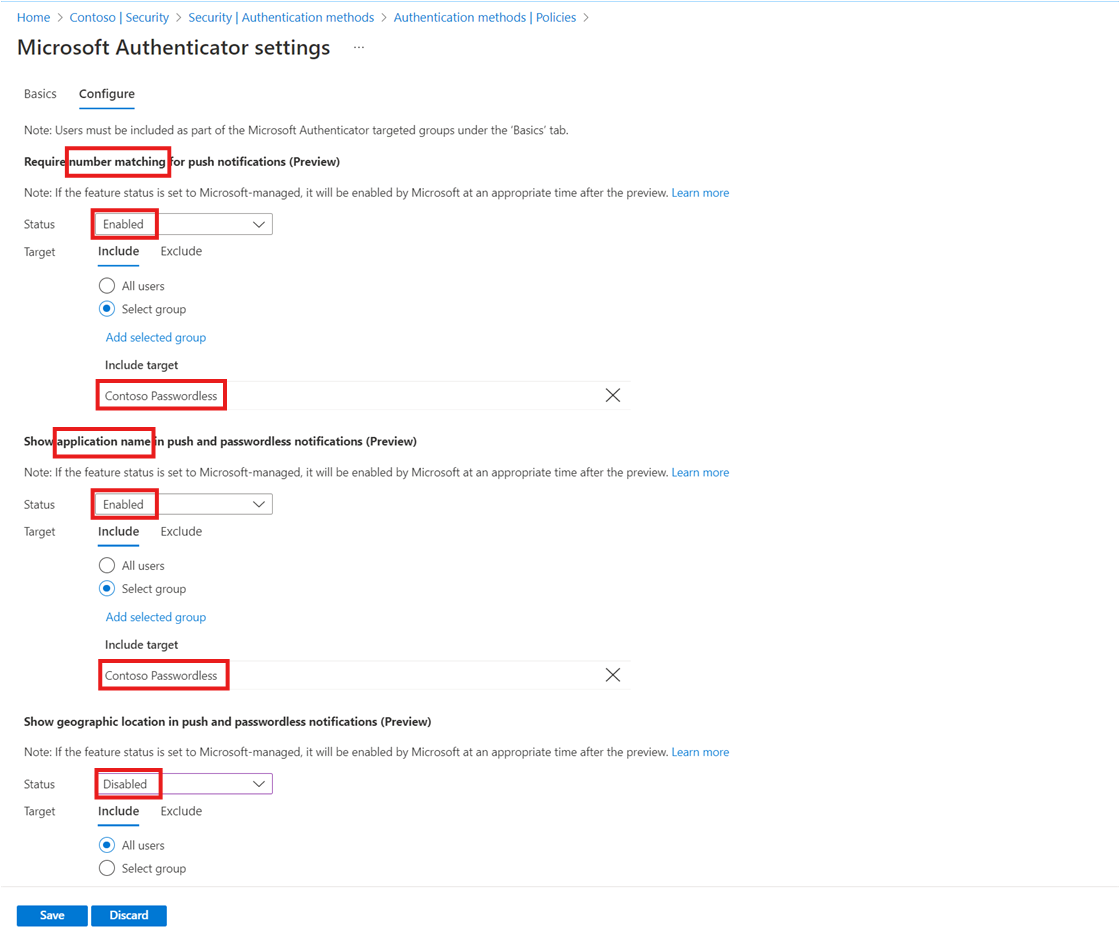 Home > Contoso | Security > Security | Authentication methods > Authentication methods | Policies >
Microsoft Authenticator settings ...
Basics Configure
Note: Users must be included as part of the Microsoft Authenticator targeted groups under the 'Basics' tab.
Require number matching for push notifications (Preview)
Note: If the feature status is set to Microsoft-managed, it will be enabled by Microsoft at an appropriate time after the preview. Learn more
Status Enabled
Target Include Exclude
All users
Select group
Add selected group
Include target
Contoso Passwordless
Show application name in push and passwordless notifications (Preview)
Note: If the feature status is set to Microsoft-managed, it will be enabled by Microsoft at an appropriate time after the preview. Learn more
Status Enabled
Target Include Exclude
All users
Select group
Add selected group
Include target
Contoso Passwordless
Show geographic location in push and passwordless notifications (Preview)
Note: If the feature status is set to Microsoft-managed, it will be enabled by Microsoft at an appropriate time after the preview. Learn more
Status Disabled
Target Include Exclude
All users
Select group
Save Discard